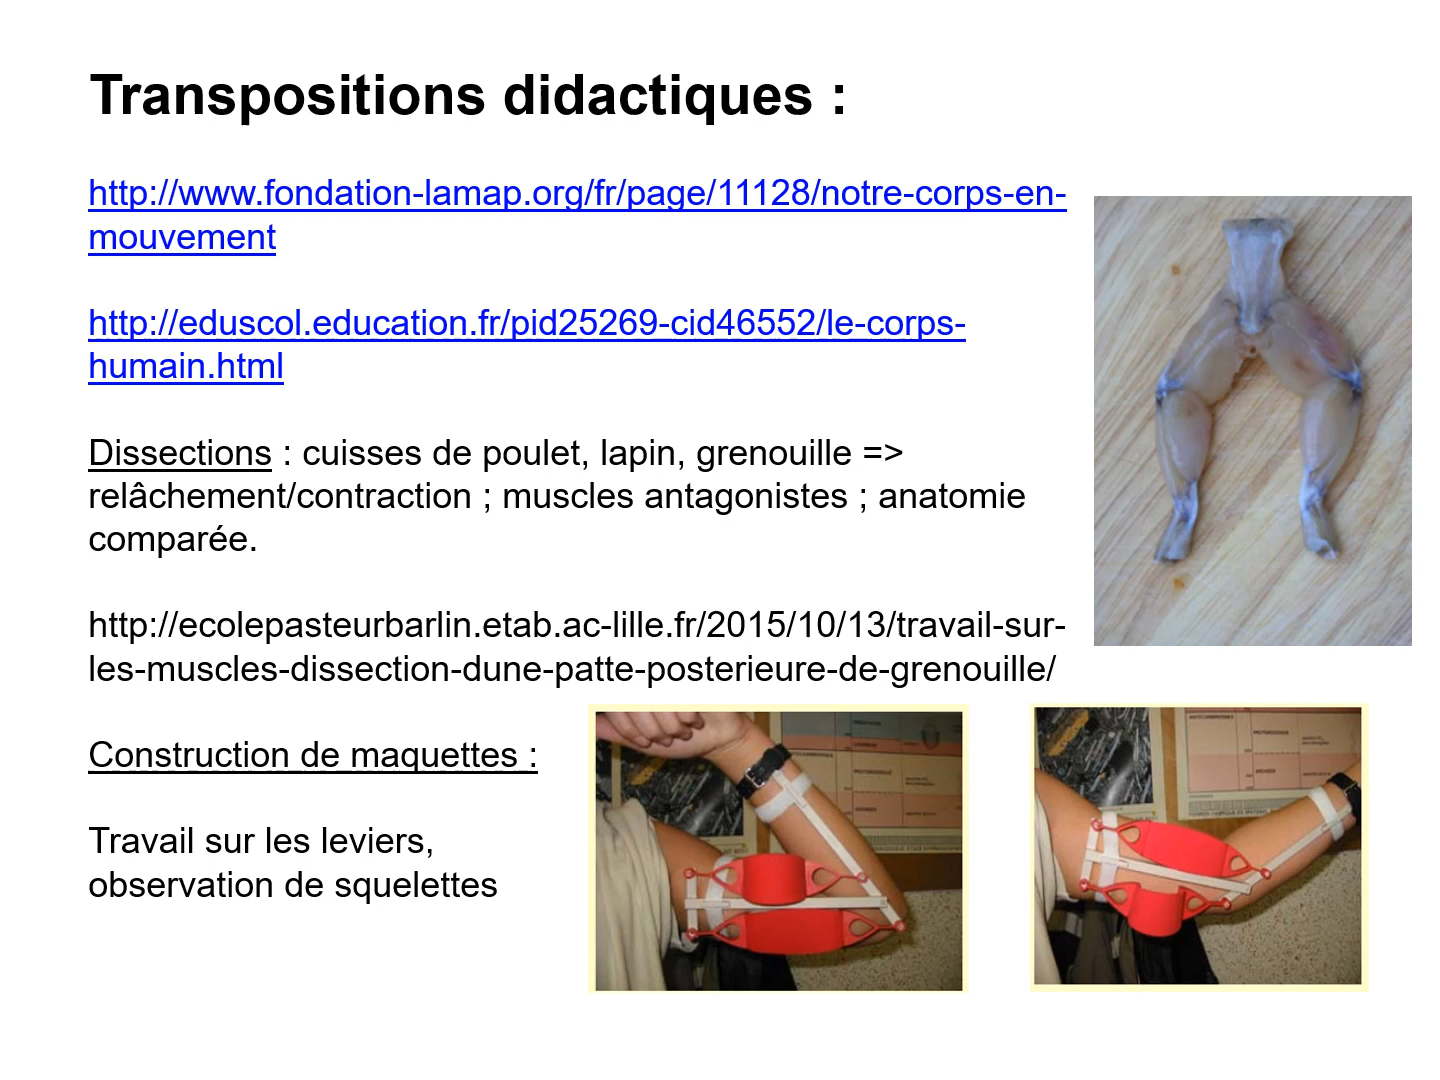 Transpositions didactiques :
http://www.fondation-lamap.org/fr/page/11128/notre-corps-en-
mouvement
http://eduscol.education.fr/pid25269-cid46552/le-corps-
humain.html
Dissections : cuisses de poulet, lapin, grenouille =>
relâchement/contraction ; muscles antagonistes ; anatomie
comparée.
http://ecolepasteurbarlin.etab.ac-lille.fr/2015/10/13/travail-sur-
les-muscles-dissection-dune-patte-posterieure-de-grenouille/
Construction de maquettes :
Travail sur les leviers,
observation de squelettes